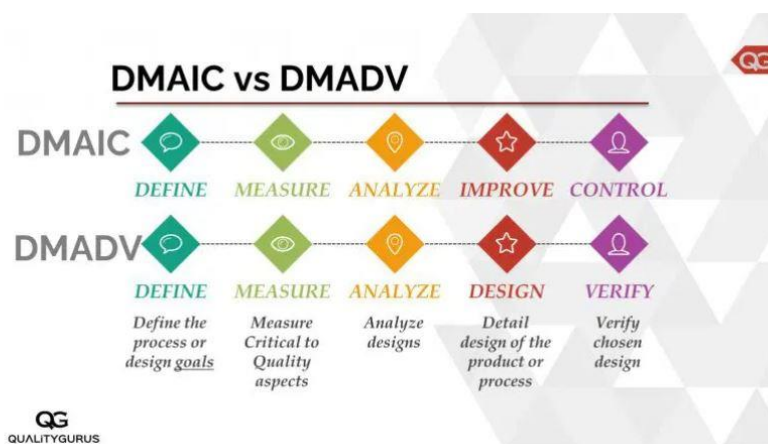 DMAIC vs DMADV
QG
DMAIC
DEFINE MEASURE ANALYZE IMPROVE CONTROL
DMADV
DEFINE MEASURE ANALYZE DESIGN VERIFY
Define the
process or
design goals
Measure
Critical to
Quality
aspects
Analyze
designs
Detail
design of the
product or
process
Verify
chosen
design
QG
QUALITYGURUS